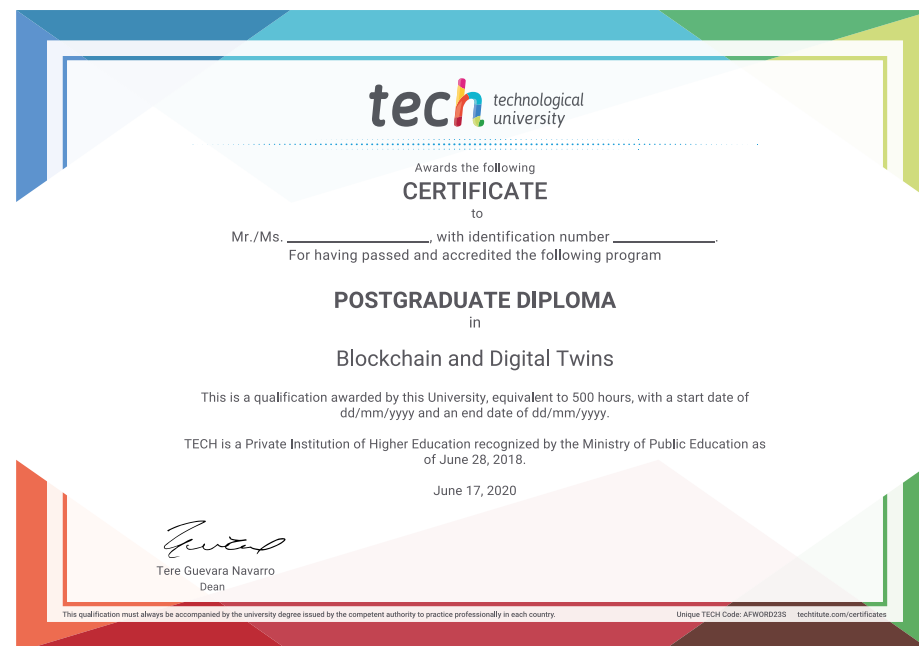 tech technological
university
Awards the following
CERTIFICATE
to
Mr./Ms. ____________, with identification number ____________.
For having passed and accredited the following program
POSTGRADUATE DIPLOMA
in
Blockchain and Digital Twins
This is a qualification awarded by this University, equivalent to 500 hours, with a start date of
dd/mm/yyyy and an end date of dd/mm/yyyy.
TECH is a Private Institution of Higher Education recognized by the Ministry of Public Education as
of June 28, 2018.
June 17, 2020
Tere Guevara Navarro
Dean
This qualification must always be accompanied by the university degree issued by the competent authority to practice professionally in each country. Unique TECH Code: AFWORD23S techtitute.com/certificates